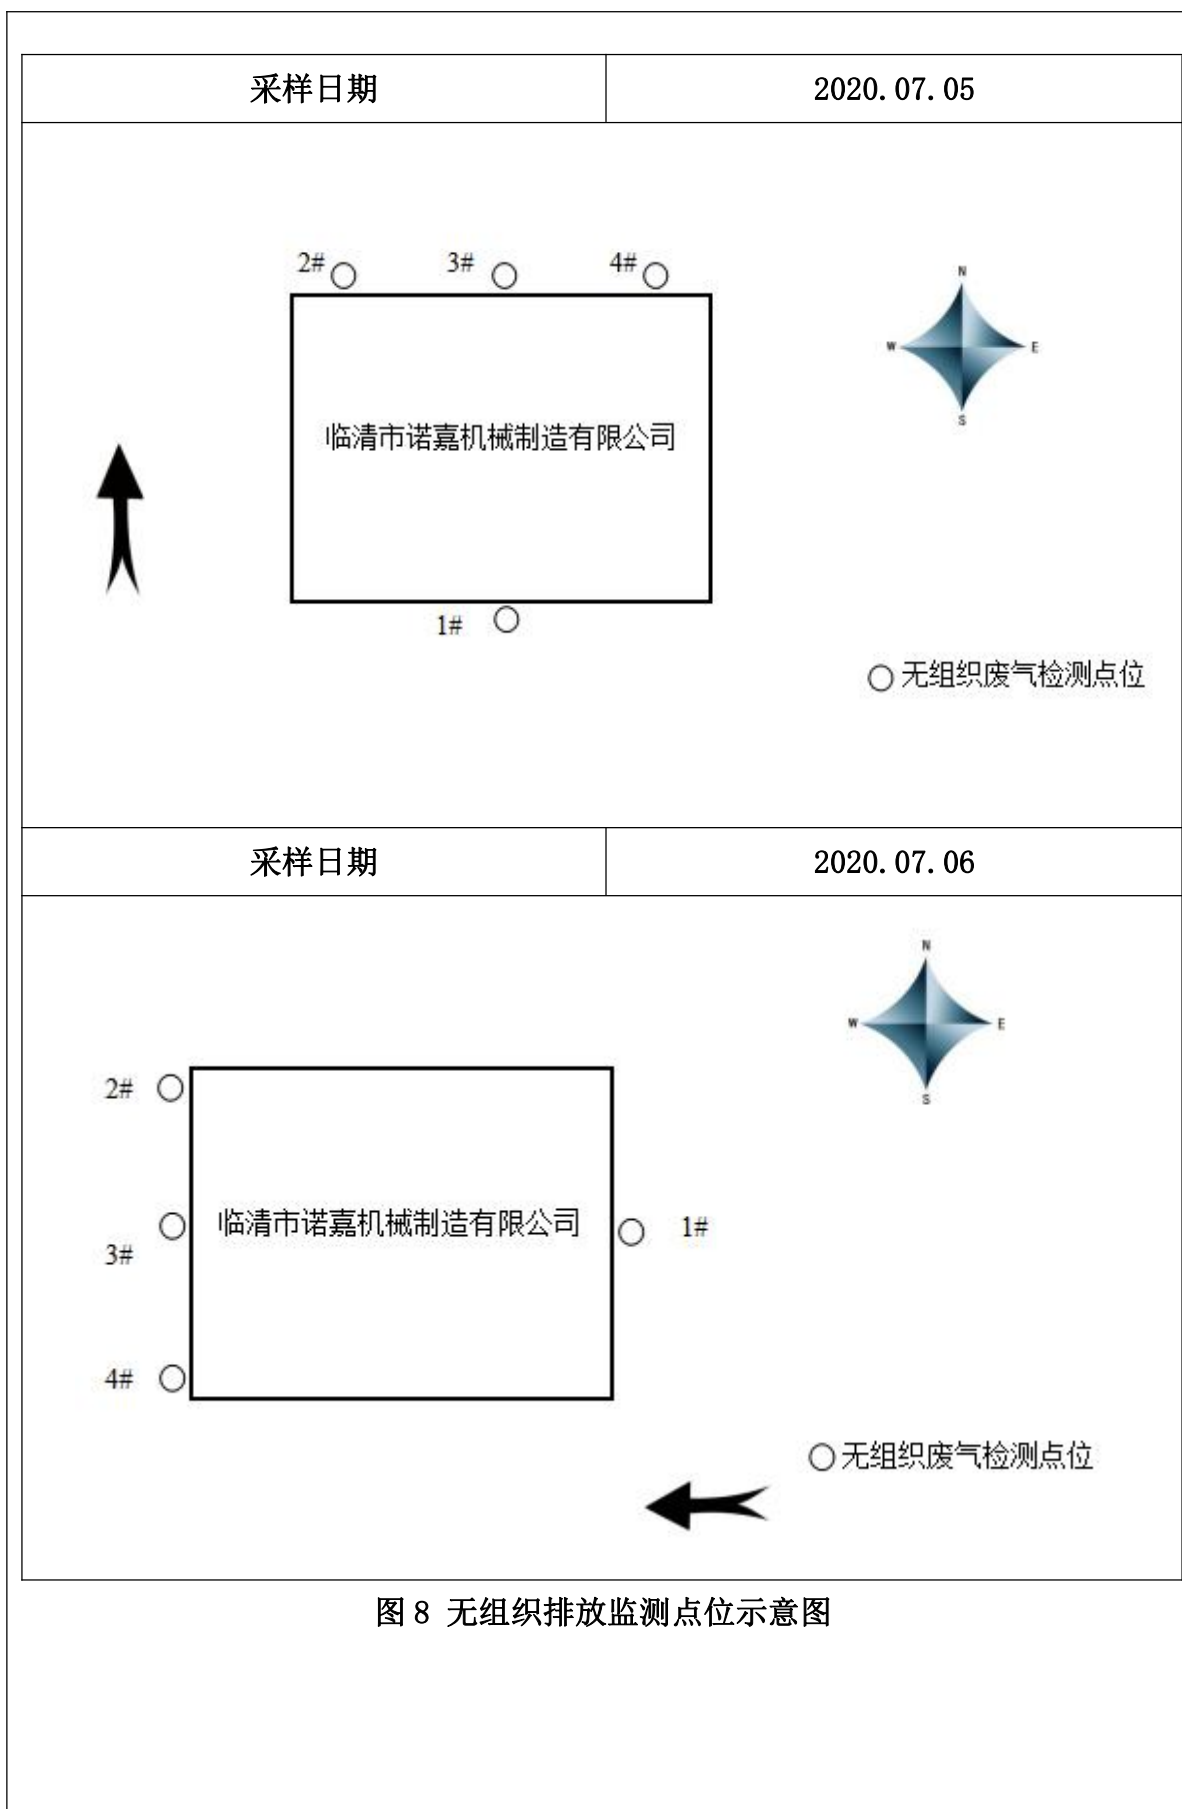 采样日期 2020.07.05
2# 3# 4#
N
W E
S
临清市诺嘉机械制造有限公司
1#
无组织废气检测点位
采样日期 2020.07.06
N
W E
S
2#
临清市诺嘉机械制造有限公司 1#
3#
4#
无组织废气检测点位
图 8 无组织排放监测点位示意图